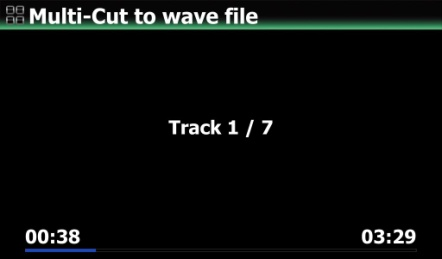 Multi-Cut to wave file
Track 1 / 7
00:38 03:29